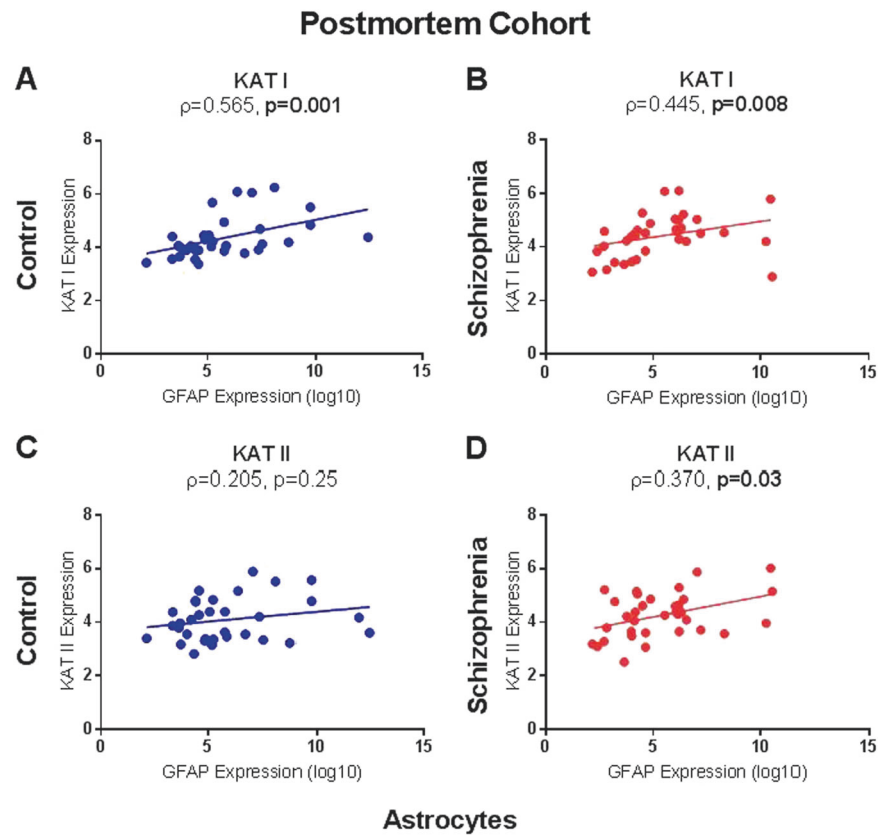 Postmortem Cohort
A
KAT I
ρ=0.565, p=0.001
Control
KAT I Expression
8
6
4
2
0
0
5
10
15
GFAP Expression (log10)
B
KAT I
ρ=0.445, p=0.008
Schizophrenia
KAT I Expression
8
6
4
2
0
0
5
10
15
GFAP Expression (log10)
C
KAT II
ρ=0.205, p=0.25
Control
KAT II Expression
8
6
4
2
0
0
5
10
15
GFAP Expression (log10)
D
KAT II
ρ=0.370, p=0.03
Schizophrenia
KAT II Expression
8
6
4
2
0
0
5
10
15
GFAP Expression (log10)
Astrocytes